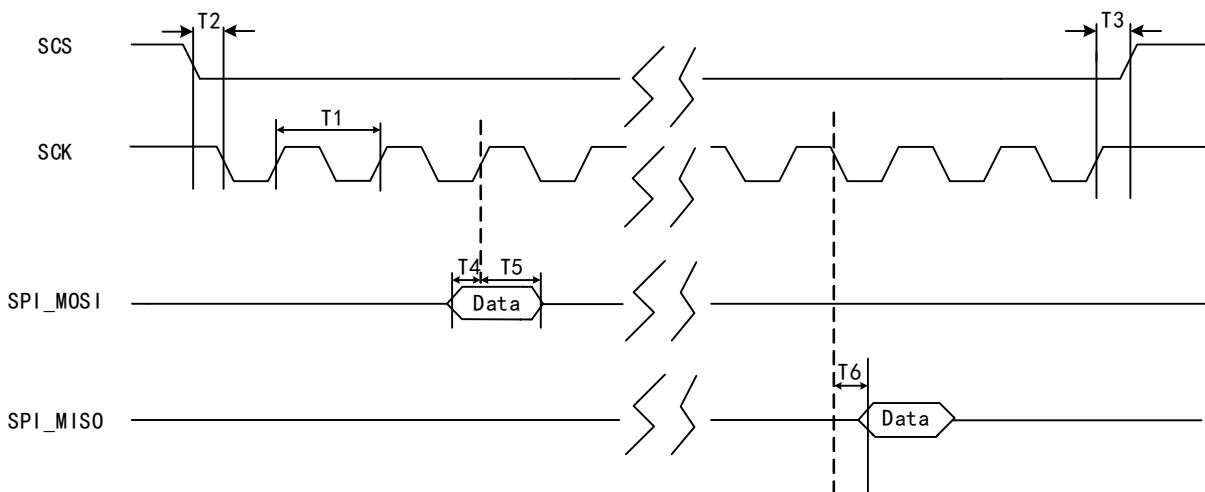 T2
T3
SCS
T1
SCK
T4
T5
SPI_MOSI
Data
T6
SPI_MISO
Data